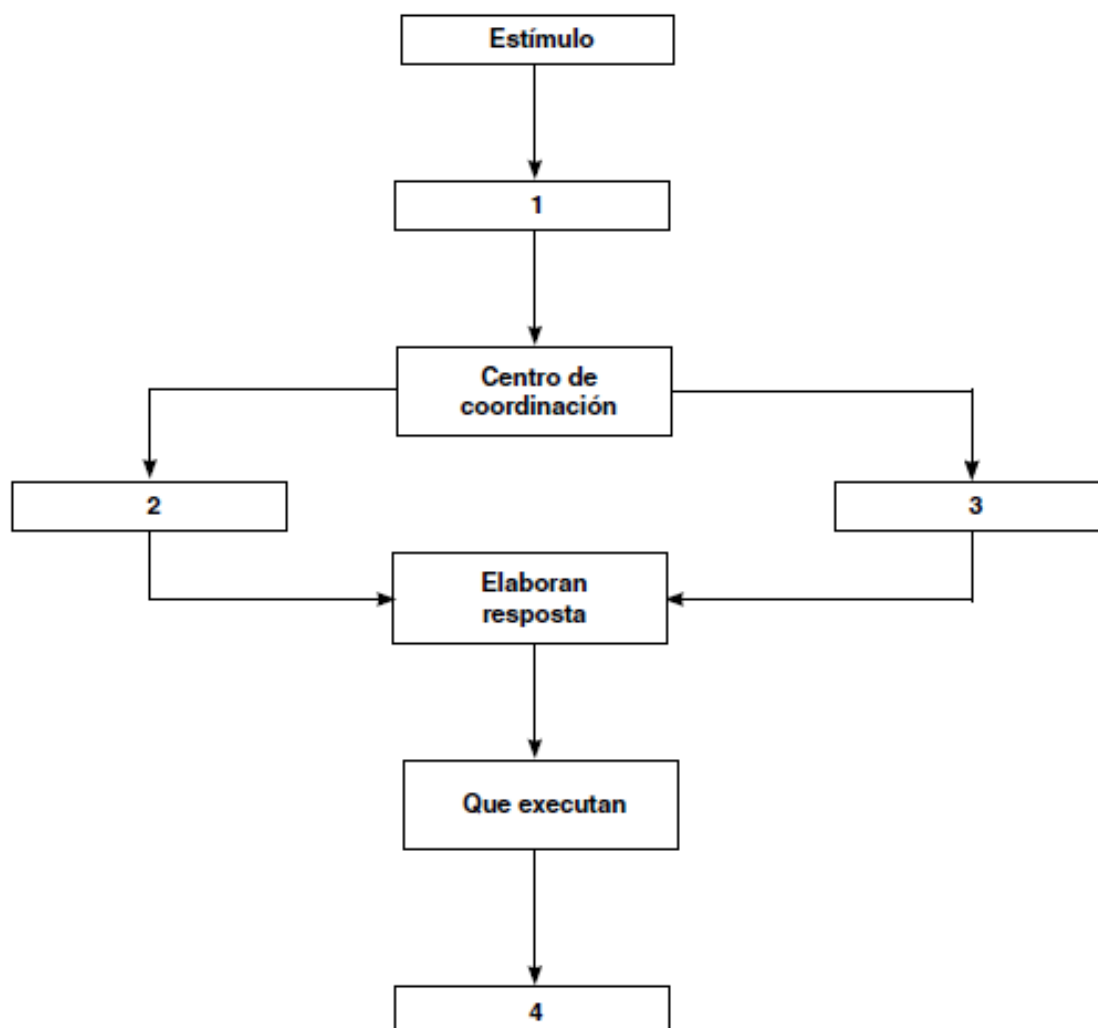 Estímulo
1
Centro de
coordinación
2
3
Elaboran
resposta
Que executan
4